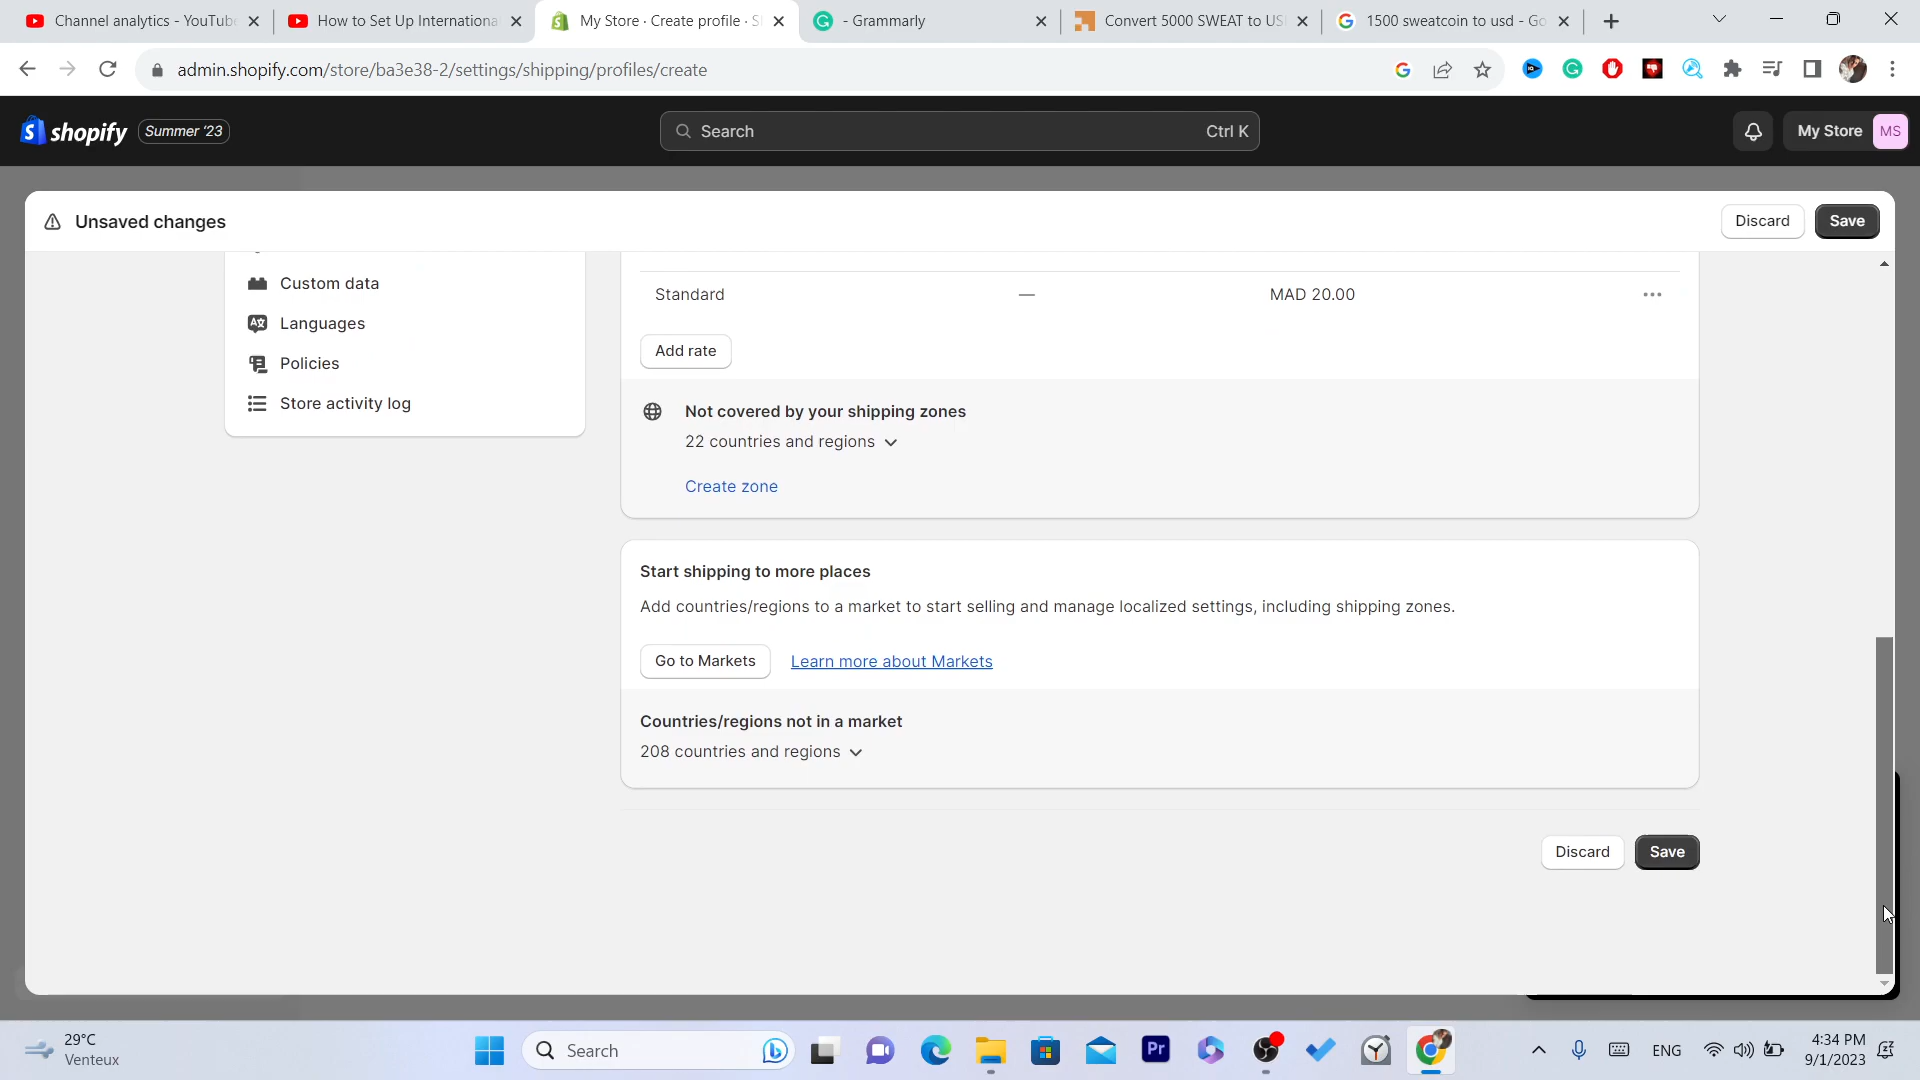 Channel analytics - YouTub
How to Set Up Internationa
My Store · Create profile · S
- Grammarly
Convert 5000 SWEAT to US
1500 sweatcoin to usd - Go
admin.shopify.com/store/ba3e38-2/settings/shipping/profiles/create
shopify
Summer '23
Search
Ctrl K
My Store
MS
Unsaved changes
Discard
Save
Custom data
Languages
Policies
Store activity log
Standard
—
MAD 20.00
Add rate
Not covered by your shipping zones
22 countries and regions
Create zone
Start shipping to more places
Add countries/regions to a market to start selling and manage localized settings, including shipping zones.
Go to Markets
Learn more about Markets
Countries/regions not in a market
208 countries and regions
Discard
Save
29°C
Venteux
Search
Pr
ENG
4:34 PM
9/1/2023